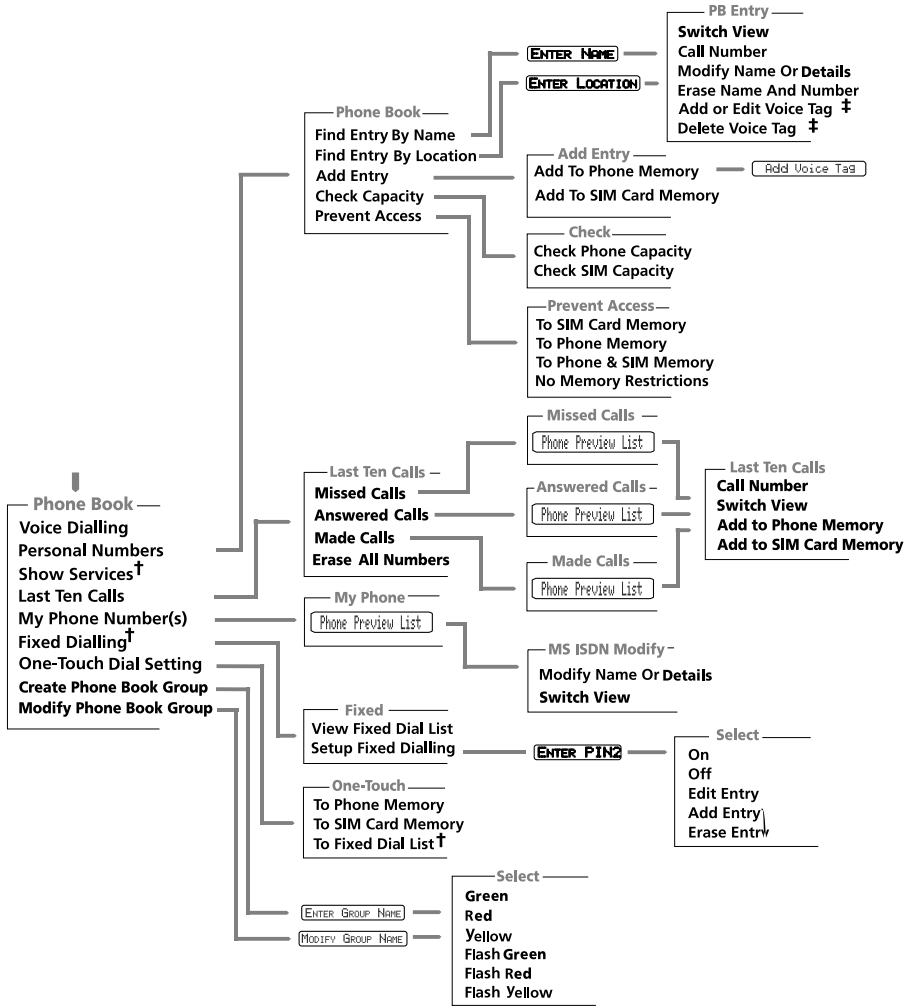 PB Entry
Switch View
Call Number
Modify Name Or Details
Erase Name And Number
Add or Edit Voice Tag ‡
Delete Voice Tag ‡
ENTER NAME
ENTER LOCATION
Phone Book
Find Entry By Name
Find Entry By Location
Add Entry
Check Capacity
Prevent Access
Add Entry
Add To Phone Memory
Add To SIM Card Memory
Add Voice Tag
Check
Check Phone Capacity
Check SIM Capacity
Prevent Access
To SIM Card Memory
To Phone Memory
To Phone & SIM Memory
No Memory Restrictions
Phone Book
Voice Dialling
Personal Numbers
Show Services†
Last Ten Calls
My Phone Number(s)
Fixed Dialling†
One-Touch Dial Setting
Create Phone Book Group
Modify Phone Book Group
Last Ten Calls
Missed Calls
Answered Calls
Made Calls
Erase All Numbers
Missed Calls
Phone Preview List
Answered Calls
Phone Preview List
Made Calls
Phone Preview List
Last Ten Calls
Call Number
Switch View
Add to Phone Memory
Add to SIM Card Memory
My Phone
Phone Preview List
MS ISDN Modify
Modify Name Or Details
Switch View
Fixed
View Fixed Dial List
Setup Fixed Dialling
ENTER PIN2
Select
On
Off
Edit Entry
Add Entry
Erase Entry
One-Touch
To Phone Memory
To SIM Card Memory
To Fixed Dial List†
ENTER GROUP NAME
MODIFY GROUP NAME
Select
Green
Red
Yellow
Flash Green
Flash Red
Flash Yellow